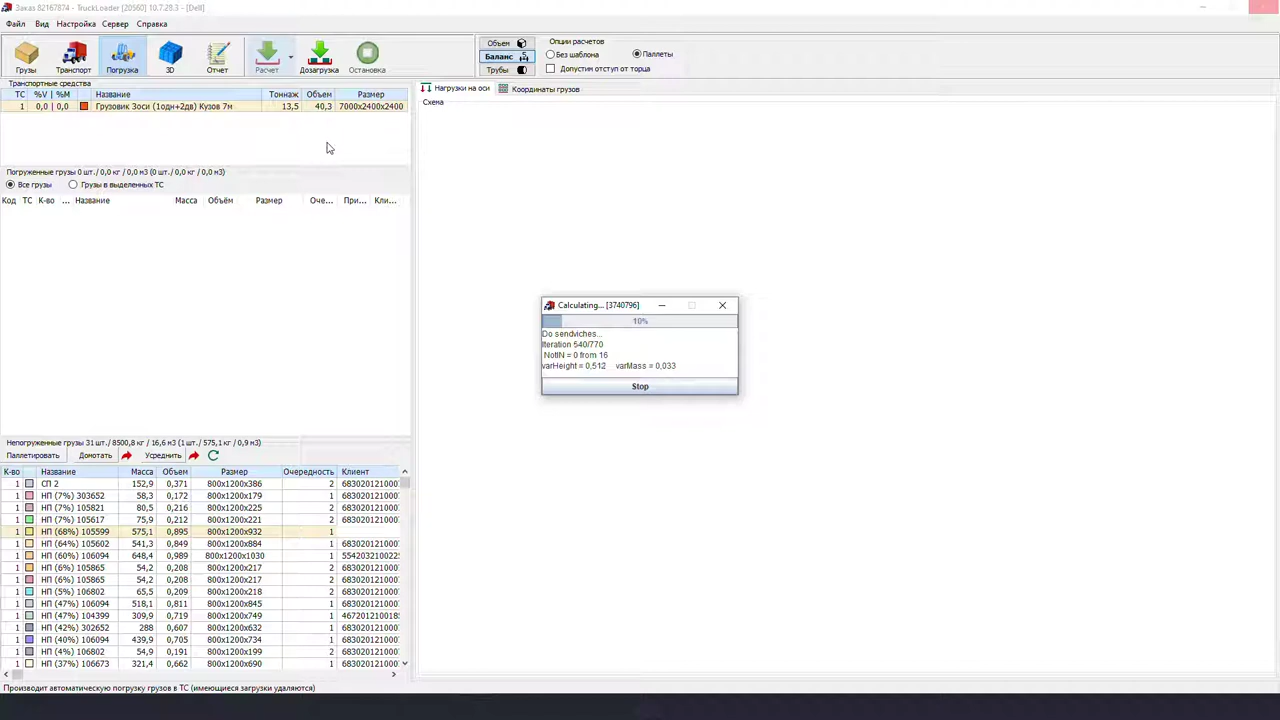 Заказ 82167874 - TruckLoader [20560] 10.7.28.3 - [Dell]
Файл Вид Настройка Сервер Справка
Грузы Транспорт Погрузка 3D Отчет Расчет Дозагрузка Остановка
Объем
Баланс
Трубы
Опции расчетов
Без шаблона Паллеты
Допустим отступ от торца
Транспортные средства
ТС %V | %M Название Тоннаж Объем Размер
1 0,0 | 0,0 Грузовик Зоси (1одн+2дв) Кузов 7м 13,5 40,3 7000x2400x2400
Нагрузки на оси Координаты грузов
Схема
Погруженные грузы 0 шт./ 0,0 кг / 0,0 м3 (0 шт./ 0,0 кг / 0,0 м3)
Все грузы Грузы в выделенных ТС
Код ТС К-во ... Название Масса Объём Размер Оче... При... Кли...
Calculating... [3740796]
10%
Do sendviches...
Iteration 540/770
NotIN = 0 from 16
varHeight = 0,512 varMass = 0,033
Stop
Непогруженные грузы 31 шт./ 8500,8 кг / 16,6 м3 (1 шт./ 575,1 кг / 0,9 м3)
Паллетировать Домотать Усреднить
К-во Название Масса Объем Размер Очередность Клиент
1 СП 2 152,9 0,371 800x1200x386 2 683020121000
1 НП (7%) 303652 58,3 0,172 800x1200x179 1 683020121000
1 НП (7%) 105821 80,5 0,216 800x1200x225 2 683020121000
1 НП (7%) 105617 75,9 0,212 800x1200x221 2 683020121000
1 НП (68%) 105599 575,1 0,895 800x1200x932 1
1 НП (64%) 105602 541,3 0,849 800x1200x884 1 683020121000
1 НП (60%) 106094 648,4 0,989 800x1200x1030 1 554203210022
1 НП (6%) 105865 54,2 0,208 800x1200x217 2 683020121000
1 НП (6%) 105865 54,2 0,208 800x1200x217 2 683020121000
1 НП (5%) 106802 65,5 0,209 800x1200x218 2 683020121000
1 НП (47%) 106094 518,1 0,811 800x1200x845 1 683020121000
1 НП (47%) 104399 309,9 0,719 800x1200x749 1 467201210018
1 НП (42%) 302652 288 0,607 800x1200x632 1 683020121000
1 НП (40%) 106094 439,9 0,705 800x1200x734 1 683020121000
1 НП (4%) 106802 54,9 0,191 800x1200x199 2 683020121000
1 НП (37%) 106673 321,4 0,662 800x1200x690 1 683020121000
Производит автоматическую погрузку грузов в ТС (имеющиеся загрузки удаляются)